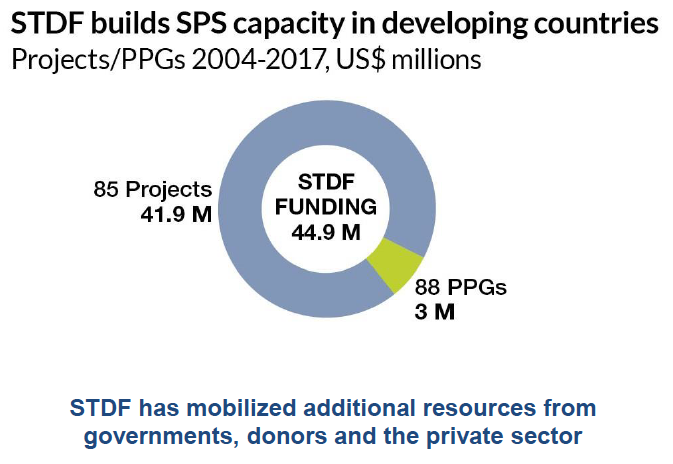 STDF builds SPS capacity in developing countries
Projects/PPGs 2004-2017, US$ millions
85 Projects
41.9 M
STDF
FUNDING
44.9 M
88 PPGs
3 M
STDF has mobilized additional resources from
governments, donors and the private sector